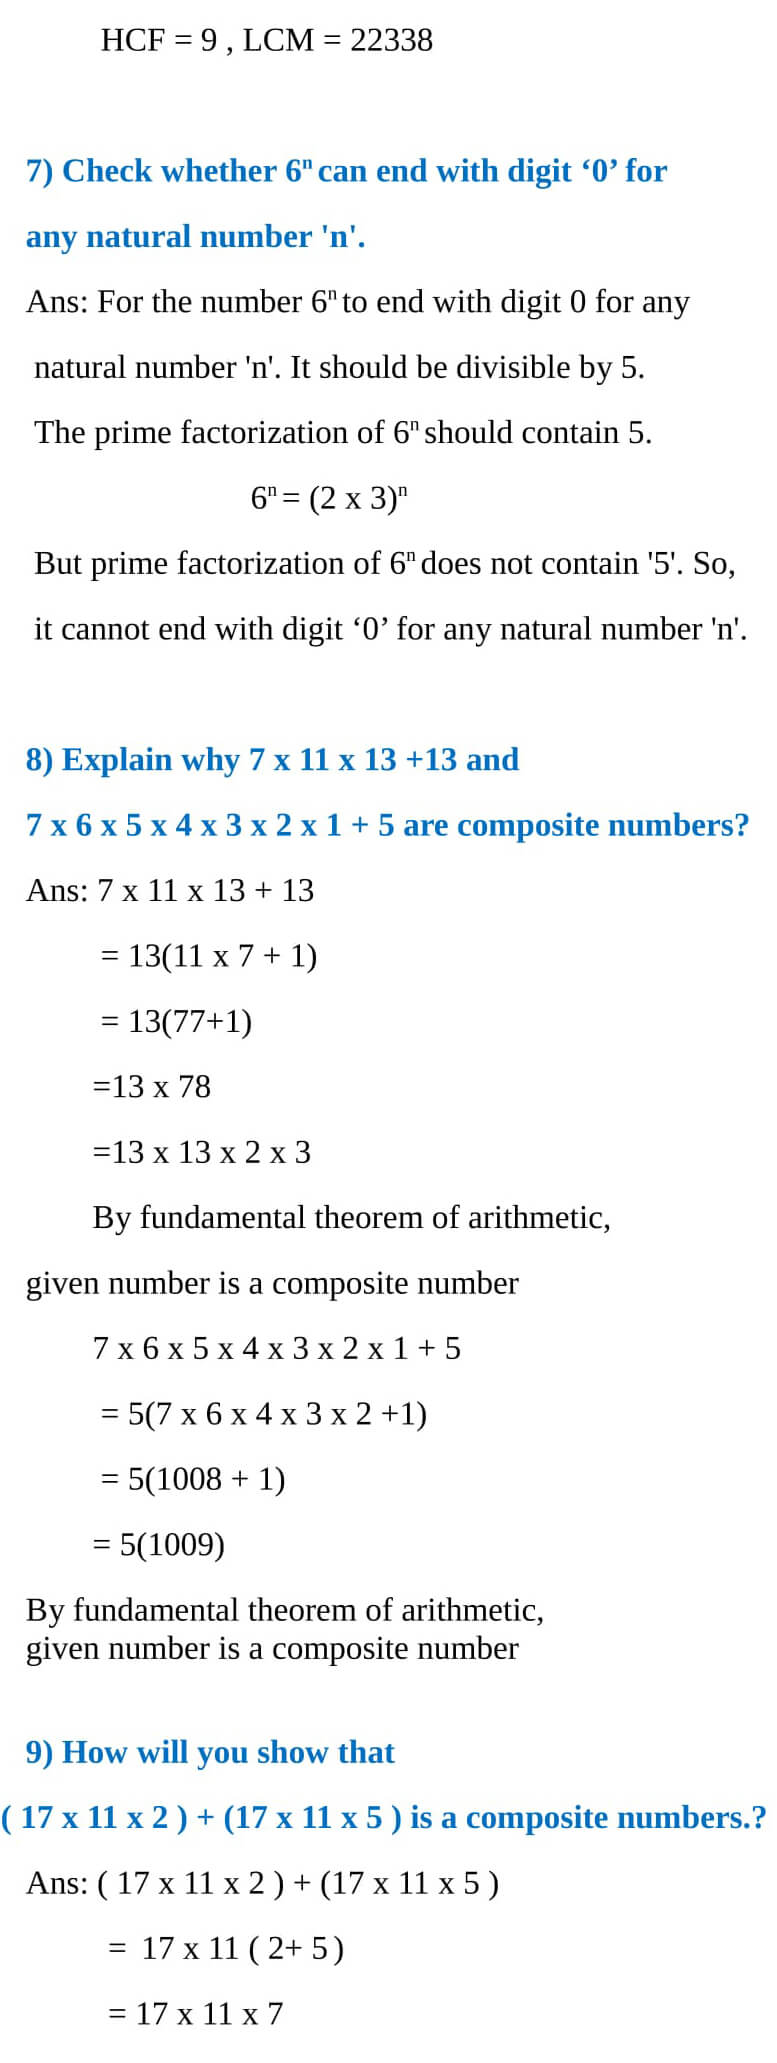 HCF = 9 , LCM = 22338
7) Check whether 6ⁿ can end with digit ‘0’ for
any natural number 'n'.
Ans: For the number 6ⁿ to end with digit 0 for any
natural number 'n'. It should be divisible by 5.
The prime factorization of 6ⁿ should contain 5.
6ⁿ = (2 x 3)ⁿ
But prime factorization of 6ⁿ does not contain '5'. So,
it cannot end with digit ‘0’ for any natural number 'n'.
8) Explain why 7 x 11 x 13 +13 and
7 x 6 x 5 x 4 x 3 x 2 x 1 + 5 are composite numbers?
Ans: 7 x 11 x 13 + 13
= 13(11 x 7 + 1)
= 13(77+1)
=13 x 78
=13 x 13 x 2 x 3
By fundamental theorem of arithmetic,
given number is a composite number
7 x 6 x 5 x 4 x 3 x 2 x 1 + 5
= 5(7 x 6 x 4 x 3 x 2 +1)
= 5(1008 + 1)
= 5(1009)
By fundamental theorem of arithmetic,
given number is a composite number
9) How will you show that
( 17 x 11 x 2 ) + (17 x 11 x 5 ) is a composite numbers.?
Ans: ( 17 x 11 x 2 ) + (17 x 11 x 5 )
= 17 x 11 ( 2+ 5 )
= 17 x 11 x 7